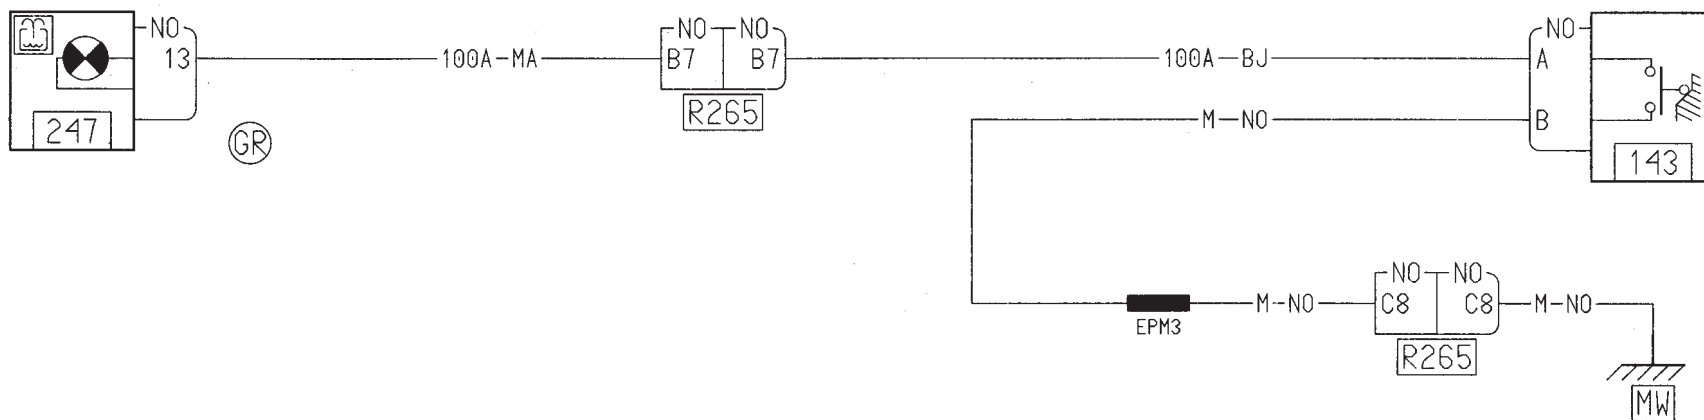 NO
NO NO
NO
13
100A-MA
B7
B7
100A-BJ
A
R265
247
GR
M-NO
B
143
NO NO
M-NO
C8
C8
M-NO
EPM3
R265
MW